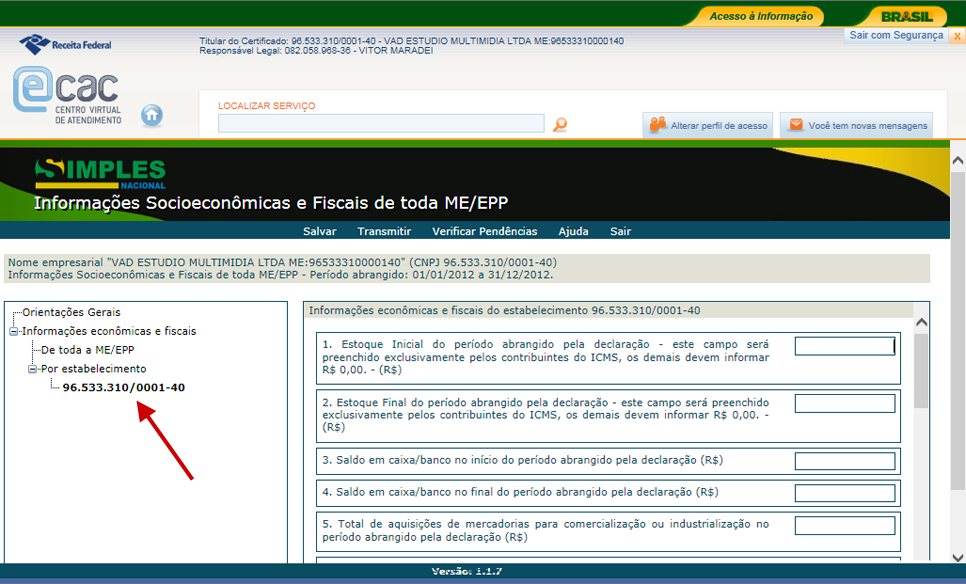 Acesso à Informação
BRASIL
Receita Federal
Titular do Certificado: 96.533.310/0001-40 - VAD ESTUDIO MULTIMIDIA LTDA ME:96533310000140
Responsável Legal: 082.058.968-36 - VITOR MARADEI
Sair com Segurança X
e cac
CENTRO VIRTUAL
DE ATENDIMENTO
LOCALIZAR SERVIÇO
Alterar perfil de acesso
Você tem novas mensagens
SIMPLES
NACIONAL
Informações Socioeconômicas e Fiscais de toda ME/EPP
Salvar Transmitir Verificar Pendências Ajuda Sair
Nome empresarial "VAD ESTUDIO MULTIMIDIA LTDA ME:96533310000140" (CNPJ 96.533.310/0001-40)
Informações Socioeconômicas e Fiscais de toda ME/EPP - Período abrangido: 01/01/2012 a 31/12/2012.
Orientações Gerais
Informações econômicas e fiscais
De toda a ME/EPP
Por estabelecimento
96.533.310/0001-40
Informações econômicas e fiscais do estabelecimento 96.533.310/0001-40
1. Estoque Inicial do período abrangido pela declaração - este campo será
preenchido exclusivamente pelos contribuintes do ICMS, os demais devem informar
R$ 0,00. - (R$)
2. Estoque Final do período abrangido pela declaração - este campo será preenchido
exclusivamente pelos contribuintes do ICMS, os demais devem informar R$ 0,00. -
(R$)
3. Saldo em caixa/banco no início do período abrangido pela declaração (R$)
4. Saldo em caixa/banco no final do período abrangido pela declaração (R$)
5. Total de aquisições de mercadorias para comercialização ou industrialização no
período abrangido pela declaração (R$)
Versão: 1.1.7